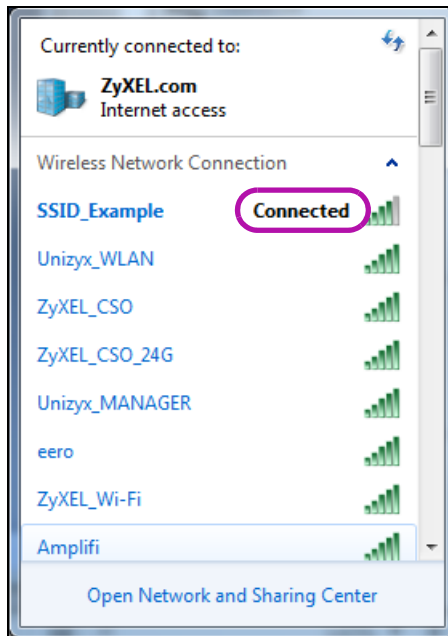 Currently connected to:
ZyXEL.com
Internet access
Wireless Network Connection
SSID_Example Connected
Unizyx_WLAN
ZyXEL_CSO
ZyXEL_CSO_24G
Unizyx_MANAGER
eero
ZyXEL_Wi-Fi
Amplifi
Open Network and Sharing Center